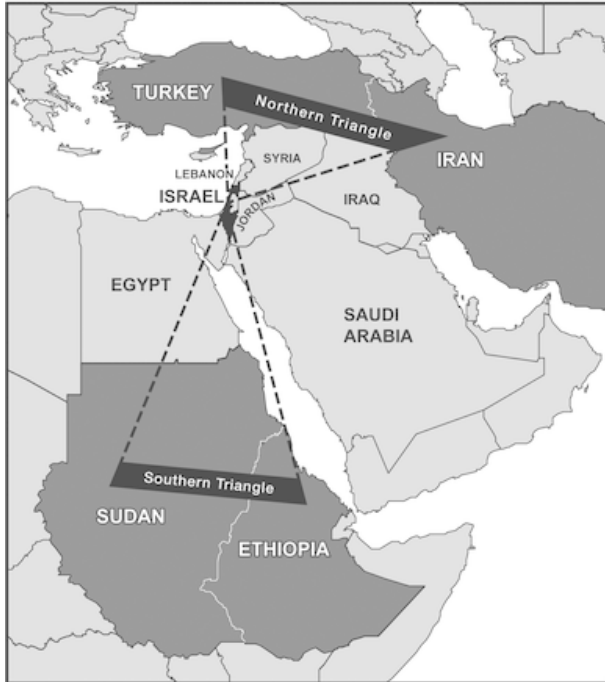 TURKEY
Northern Triangle
IRAN
LEBANON
SYRIA
ISRAEL
JORDAN
IRAQ
EGYPT
SAUDI
ARABIA
Southern Triangle
SUDAN
ETHIOPIA